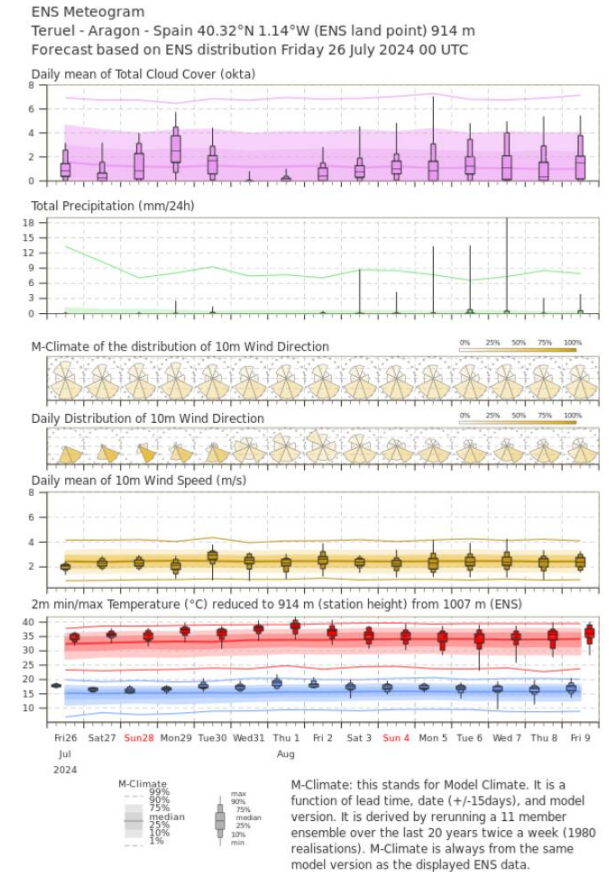 ENS Meteogram
Teruel - Aragon - Spain 40.32°N 1.14°W (ENS land point) 914 m
Forecast based on ENS distribution Friday 26 July 2024 00 UTC
Daily mean of Total Cloud Cover (okta)
8
6
4
2
0
Total Precipitation (mm/24h)
18
15
12
9
6
3
0
M-Climate of the distribution of 10m Wind Direction
0% 25% 50% 75% 100%
Daily Distribution of 10m Wind Direction
0% 25% 50% 75% 100%
Daily mean of 10m Wind Speed (m/s)
8
6
4
2
2m min/max Temperature (°C) reduced to 914 m (station height) from 1007 m (ENS)
40
35
30
25
20
15
10
Fri26 Sat27 Sun28 Mon29 Tue30 Wed31 Thu 1 Fri 2 Sat 3 Sun 4 Mon 5 Tue 6 Wed 7 Thu 8 Fri 9
Jul Aug
2024
M-Climate
99%
90%
75%
median
25%
10%
1%
max
90%
75%
median
25%
10%
min
M-Climate: this stands for Model Climate. It is a
function of lead time, date (+/-15days), and model
version. It is derived by rerunning a 11 member
ensemble over the last 20 years twice a week (1980
realisations). M-Climate is always from the same
model version as the displayed ENS data.